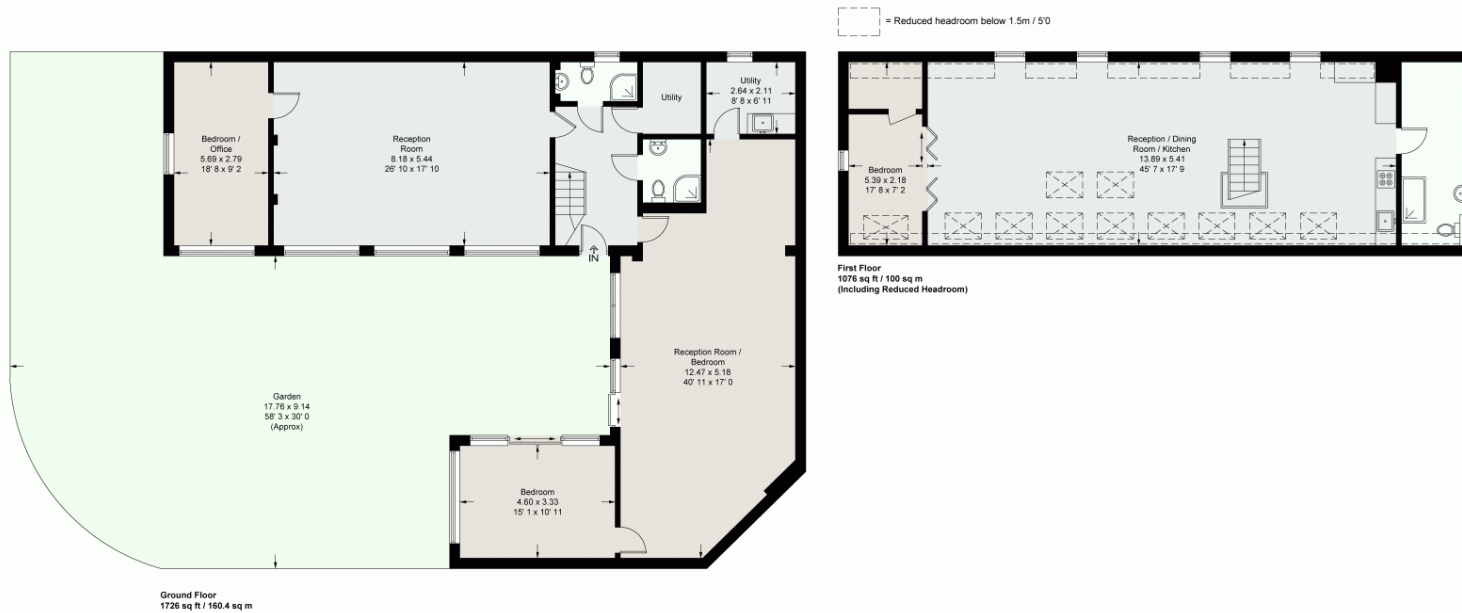 = Reduced headroom below 1.5m / 5'0
Bedroom /
Office
5.69 x 2.79
18' 8 x 9' 2
Reception
Room
8.18 x 5.44
26' 10 x 17' 10
Utility
Utility
2.64 x 2.11
8' 8 x 6' 11
IN
Reception Room /
Bedroom
12.47 x 5.18
40' 11 x 17' 0
Garden
17.76 x 9.14
58' 3 x 30' 0
(Approx)
Bedroom
4.60 x 3.33
15' 1 x 10' 11
Ground Floor
1726 sq ft / 160.4 sq m
Bedroom
5.39 x 2.18
17' 8 x 7' 2
Reception / Dining
Room / Kitchen
13.89 x 5.41
45' 7 x 17' 9
First Floor
1076 sq ft / 100 sq m
(Including Reduced Headroom)